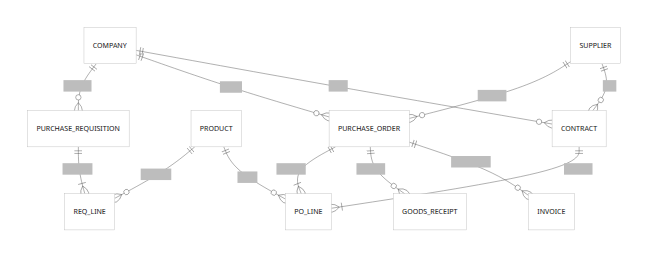 COMPANY
SUPPLIER
PURCHASE_REQUISITION
PRODUCT
PURCHASE_ORDER
CONTRACT
REQ_LINE
PO_LINE
GOODS_RECEIPT
INVOICE